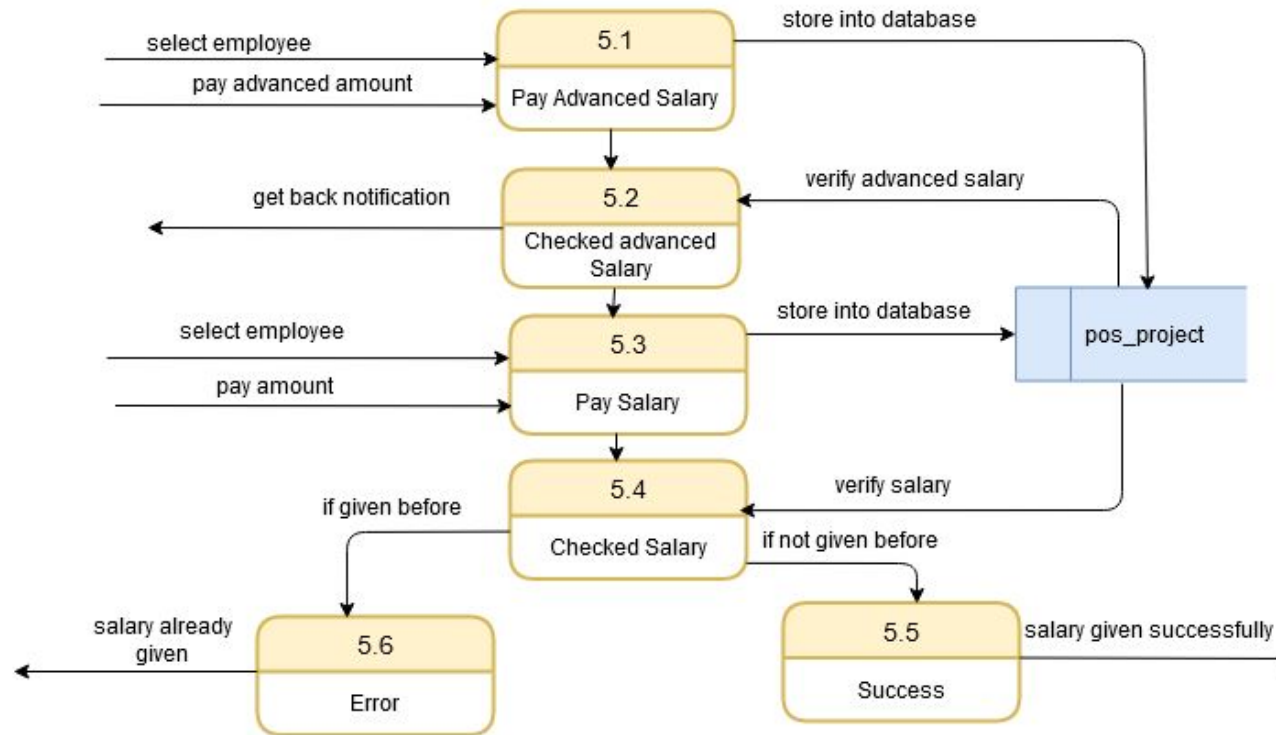 store into database
select employee
5.1
pay advanced amount
Pay Advanced Salary
verify advanced salary
get back notification
5.2
Checked advanced
Salary
store into database
select employee
5.3
pos_project
pay amount
Pay Salary
5.4
verify salary
if given before
Checked Salary
if not given before
salary already
given
5.6
5.5
salary given successfully
Error
Success